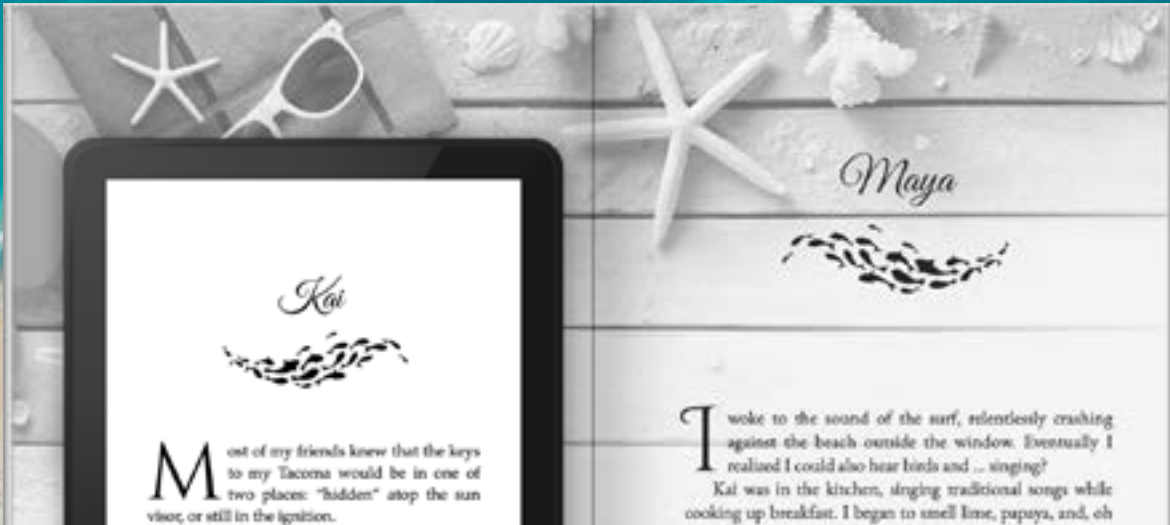 Kai
Most of my friends knew that the keys
to my Tacoma would be in one of
two places: "hidden" atop the sun
visor, or still in the ignition.
Maya
I woke to the sound of the surf, relentlessly crashing
against the beach outside the window. Eventually I
realised I could also hear birds and ... singing?
Kai was in the kitchen, singing traditional songs while
cooking up breakfast. I began to smell lime, papaya, and, oh